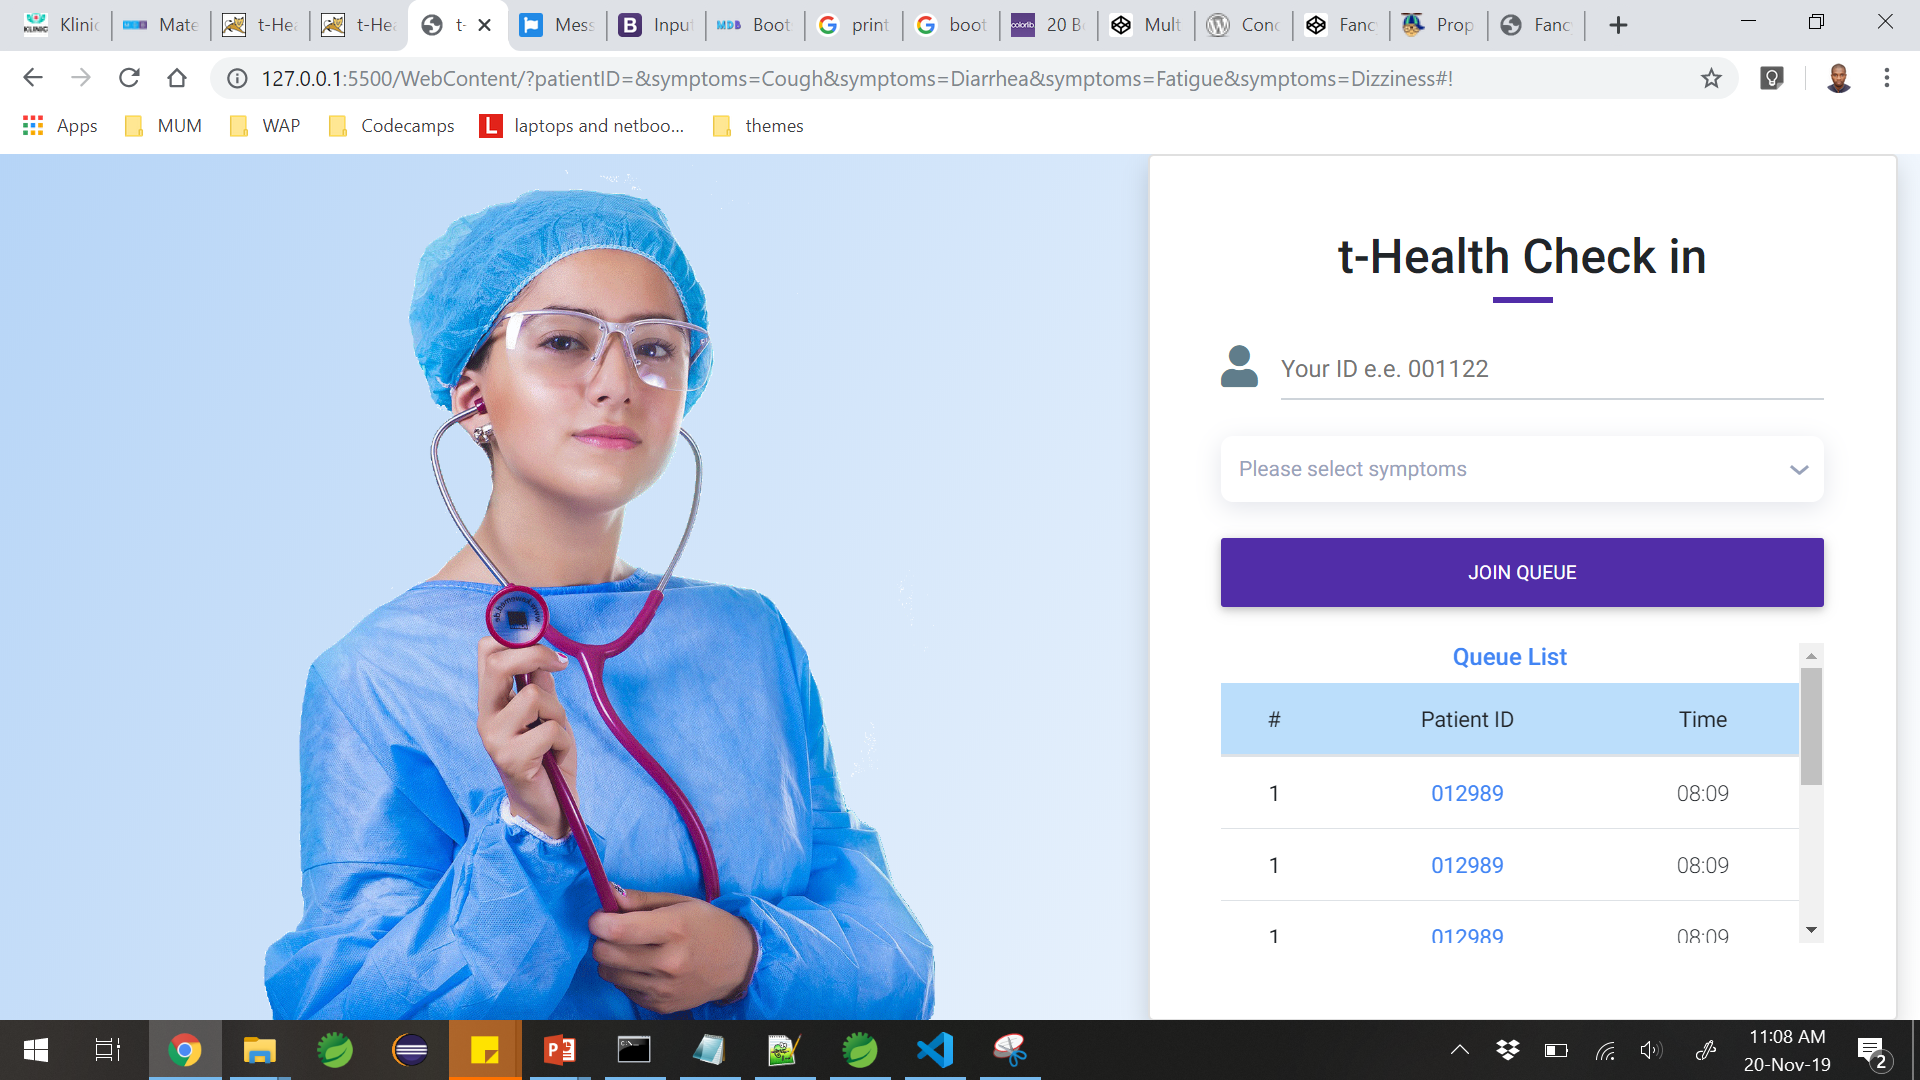 Klinic
Mate
t-Hea
t-Hea
t-
Mess
Input
Boot
print
boot
20 B
Mult
Conc
Fanc
Prop
Fanc
127.0.0.1:5500/WebContent/?patientID=&symptoms=Cough&symptoms=Diarrhea&symptoms=Fatigue&symptoms=Dizziness#!
Apps
MUM
WAP
Codecamps
L
laptops and netboo...
themes
t-Health Check in
Your ID e.e. 001122
Please select symptoms
JOIN QUEUE
Queue List
# Patient ID Time
1 012989 08:09
1 012989 08:09
1 012989 08:09
11:08 AM
20-Nov-19
2